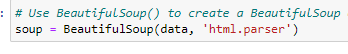 # Use BeautifulSoup() to create a BeautifulSoup
soup = BeautifulSoup(data, 'html.parser')